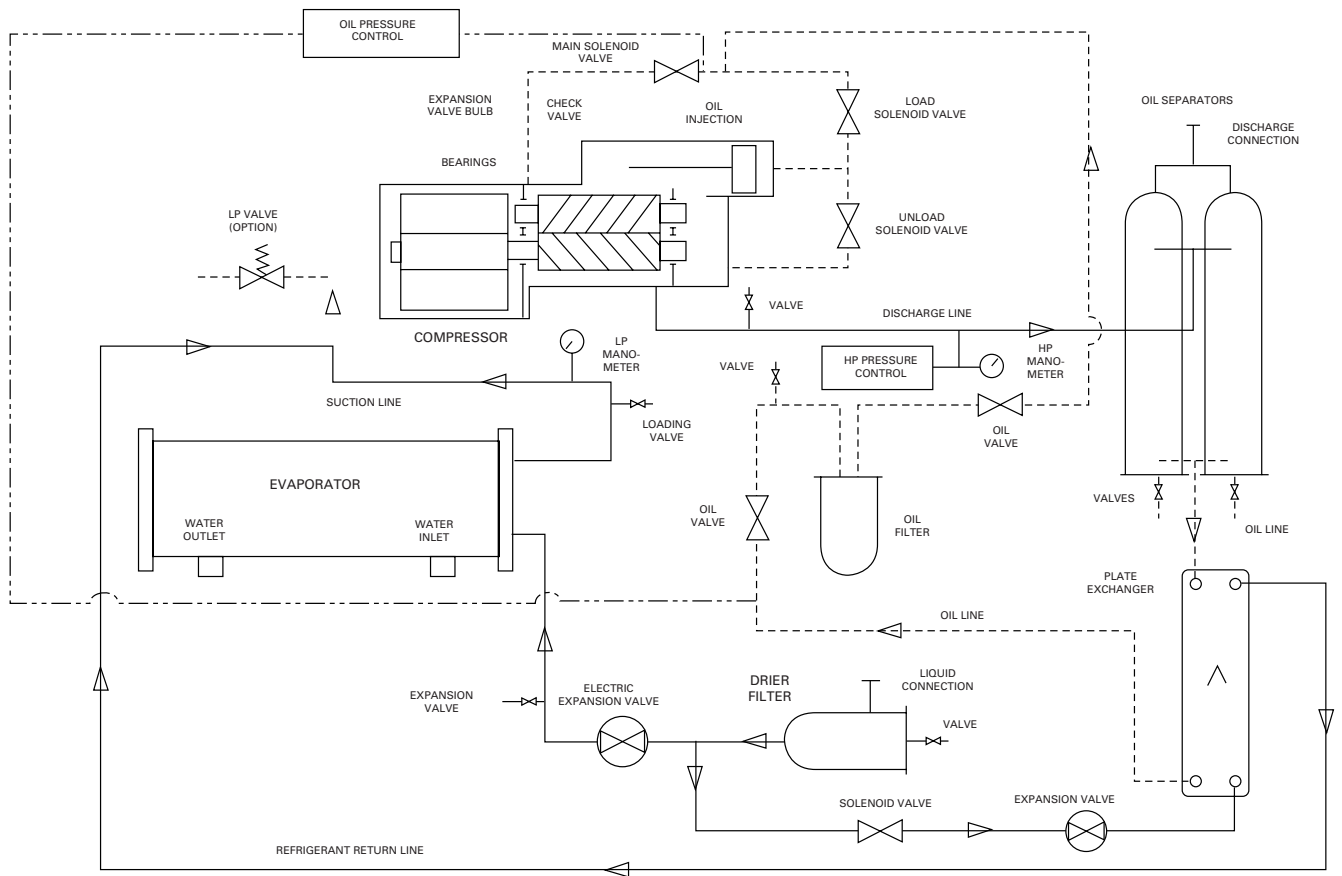 OIL PRESSURE
CONTROL
MAIN SOLENOID
VALVE
EXPANSION
VALVE BULB
CHECK
VALVE
OIL
INJECTION
LOAD
SOLENOID VALVE
OIL SEPARATORS
DISCHARGE
CONNECTION
BEARINGS
LP VALVE
(OPTION)
UNLOAD
SOLENOID VALVE
VALVE
DISCHARGE LINE
COMPRESSOR
LP
MANO-
METER
HP PRESSURE
CONTROL
HP
MANO-
METER
VALVE
SUCTION LINE
LOADING
VALVE
OIL
VALVE
EVAPORATOR
WATER
OUTLET
WATER
INLET
OIL
VALVE
OIL
FILTER
VALVES
OIL LINE
PLATE
EXCHANGER
OIL LINE
EXPANSION
VALVE
ELECTRIC
EXPANSION VALVE
DRIER
FILTER
LIQUID
CONNECTION
VALVE
SOLENOID VALVE
EXPANSION VALVE
REFRIGERANT RETURN LINE